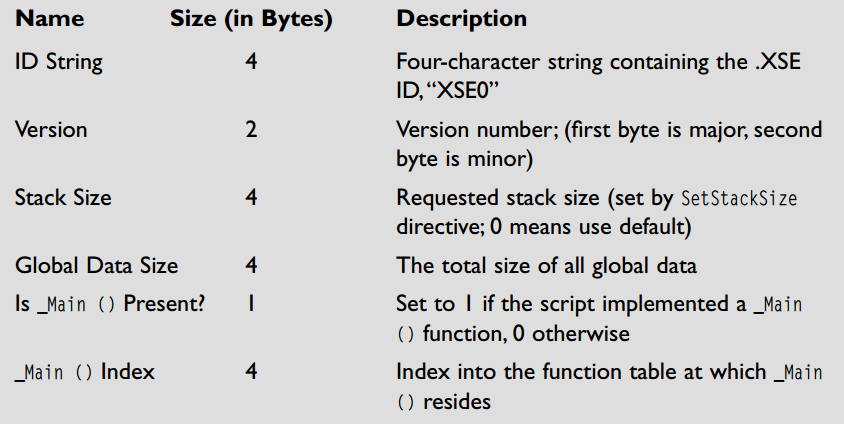 Name Size (in Bytes) Description
ID String 4 Four-character string containing the .XSE
ID, “XSE0”
Version 2 Version number; (first byte is major, second
byte is minor)
Stack Size 4 Requested stack size (set by SetStackSize
directive; 0 means use default)
Global Data Size 4 The total size of all global data
Is _Main () Present? 1 Set to 1 if the script implemented a _Main
() function, 0 otherwise
_Main () Index 4 Index into the function table at which _Main
() resides